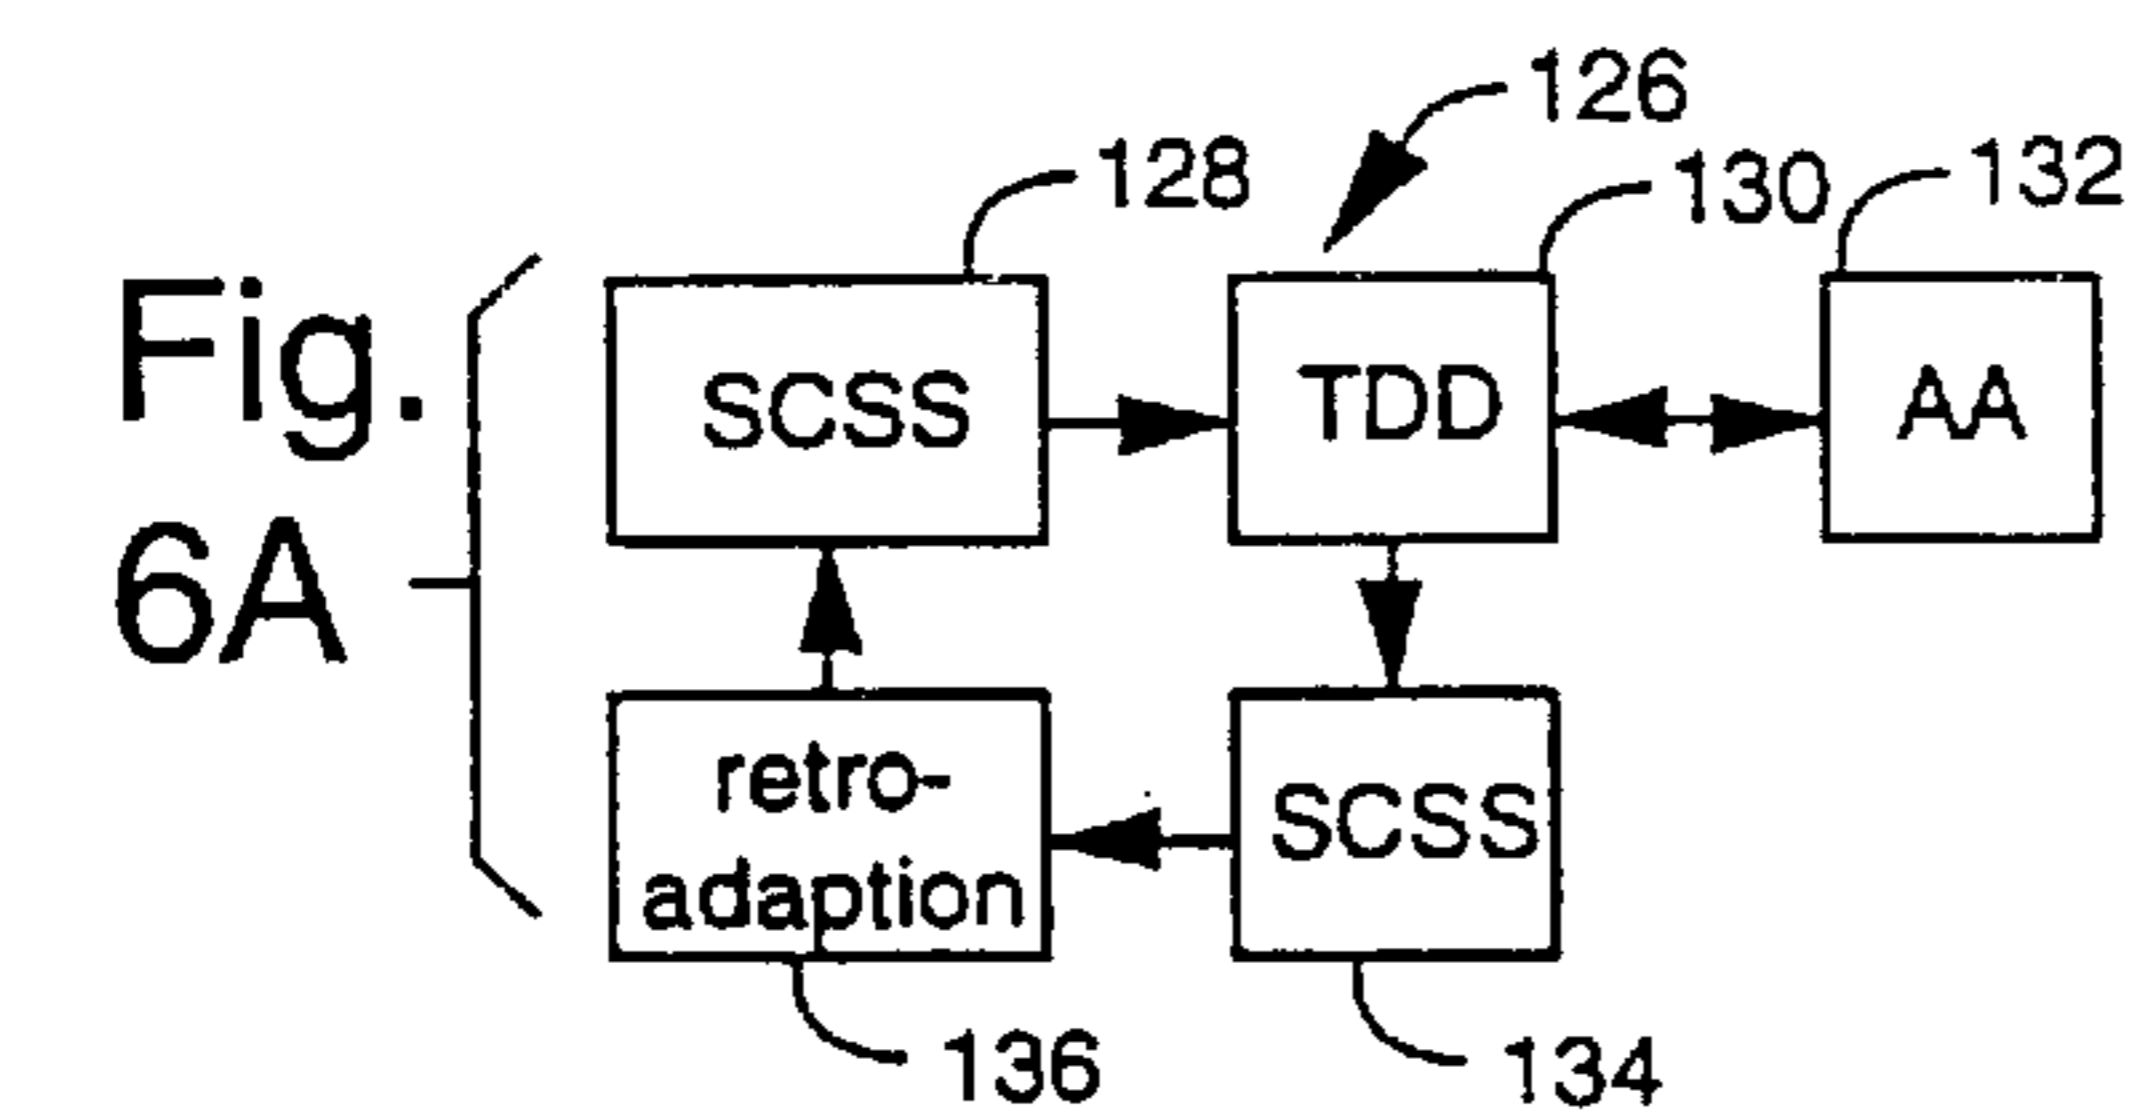 126
128
130
132
Fig.
6A
SCSS
TDD
AA
retro-
adaption
SCSS
136
134